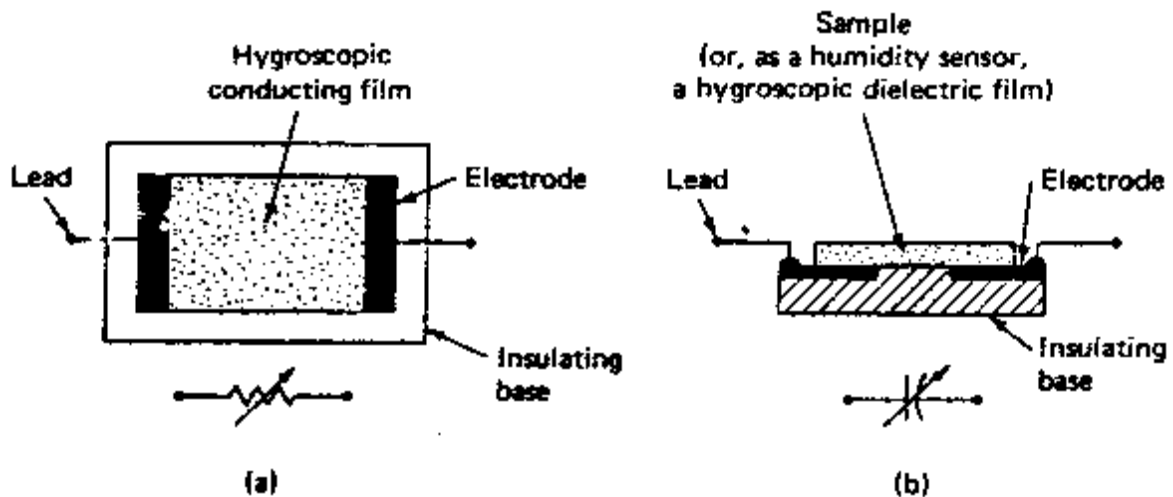 Hygroscopic
conducting film
Lead
Electrode
Insulating
base
(a)
Sample
(or, as a humidity sensor,
a hygroscopic dielectric film)
Lead
Electrode
Insulating
base
(b)